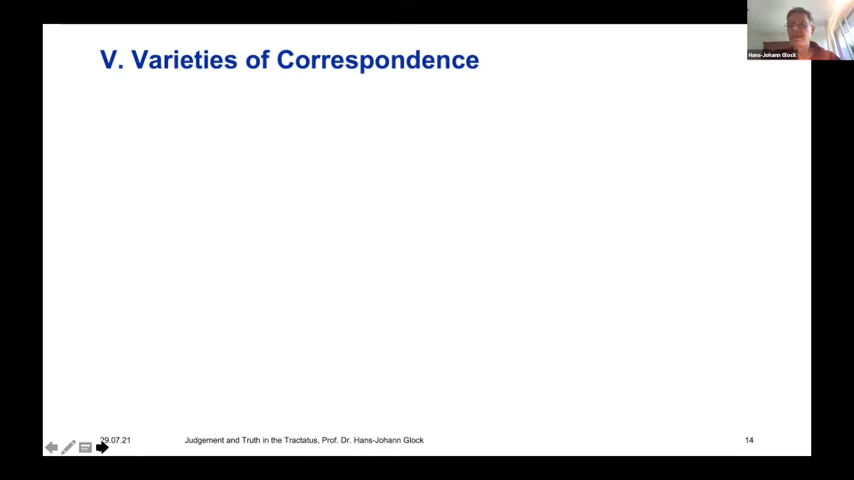 V. Varieties of Correspondence
Hans-Johann Glock
29.07.21
Judgement and Truth in the Tractatus, Prof. Dr. Hans-Johann Glock
14